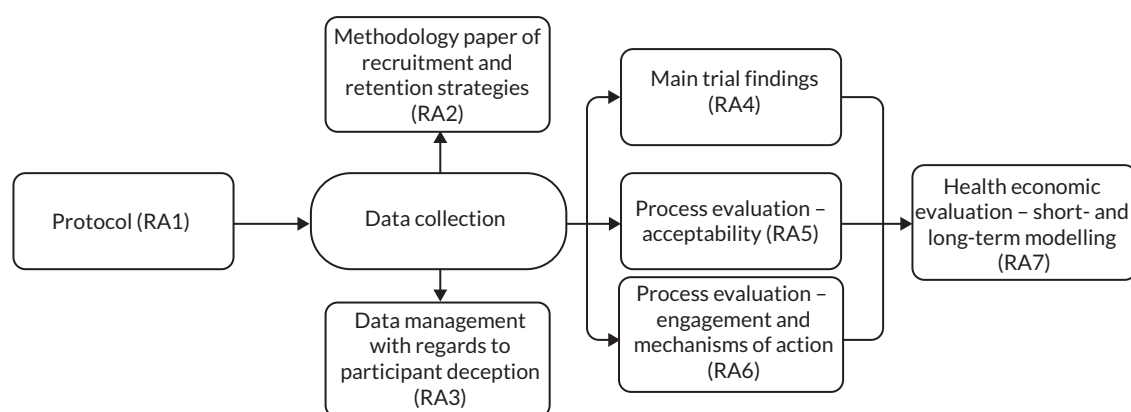 Protocol (RA1)
Methodology paper of
recruitment and
retention strategies
(RA2)
Data collection
Data management
with regards to
participant deception
(RA3)
Main trial findings
(RA4)
Process evaluation –
acceptability (RA5)
Process evaluation –
engagement and
mechanisms of action
(RA6)
Health economic
evaluation – short- and
long-term modelling
(RA7)